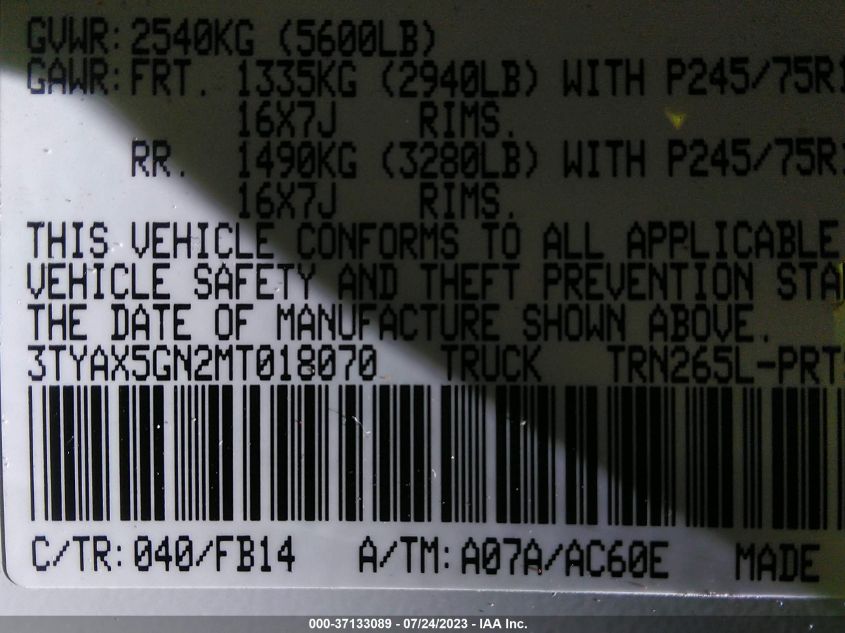 GVWR: 2540KG (5600LB)
GAWR: FRT. 1335KG (2940LB) WITH P245/75R1
16X7J RIMS.
RR. 1490KG (3280LB) WITH P245/75R1
16X7J RIMS.
THIS VEHICLE CONFORMS TO ALL APPLICABLE
VEHICLE SAFETY AND THEFT PREVENTION STA
THE DATE OF MANUFACTURE SHOWN ABOVE.
3TYAX5GN2MT018070 TRUCK TRN265L-PRT
C/TR: 040/FB14 A/TM: A07A/AC60E MADE
000-37133089 - 07/24/2023 - IAA Inc.